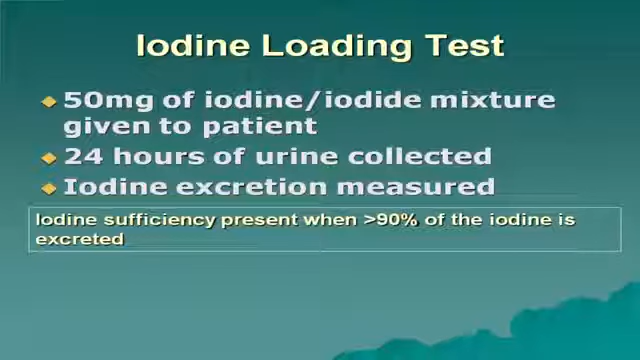 Iodine Loading Test
50mg of iodine/iodide mixture
given to patient
24 hours of urine collected
Iodine excretion measured
Iodine sufficiency present when >90% of the iodine is
excreted